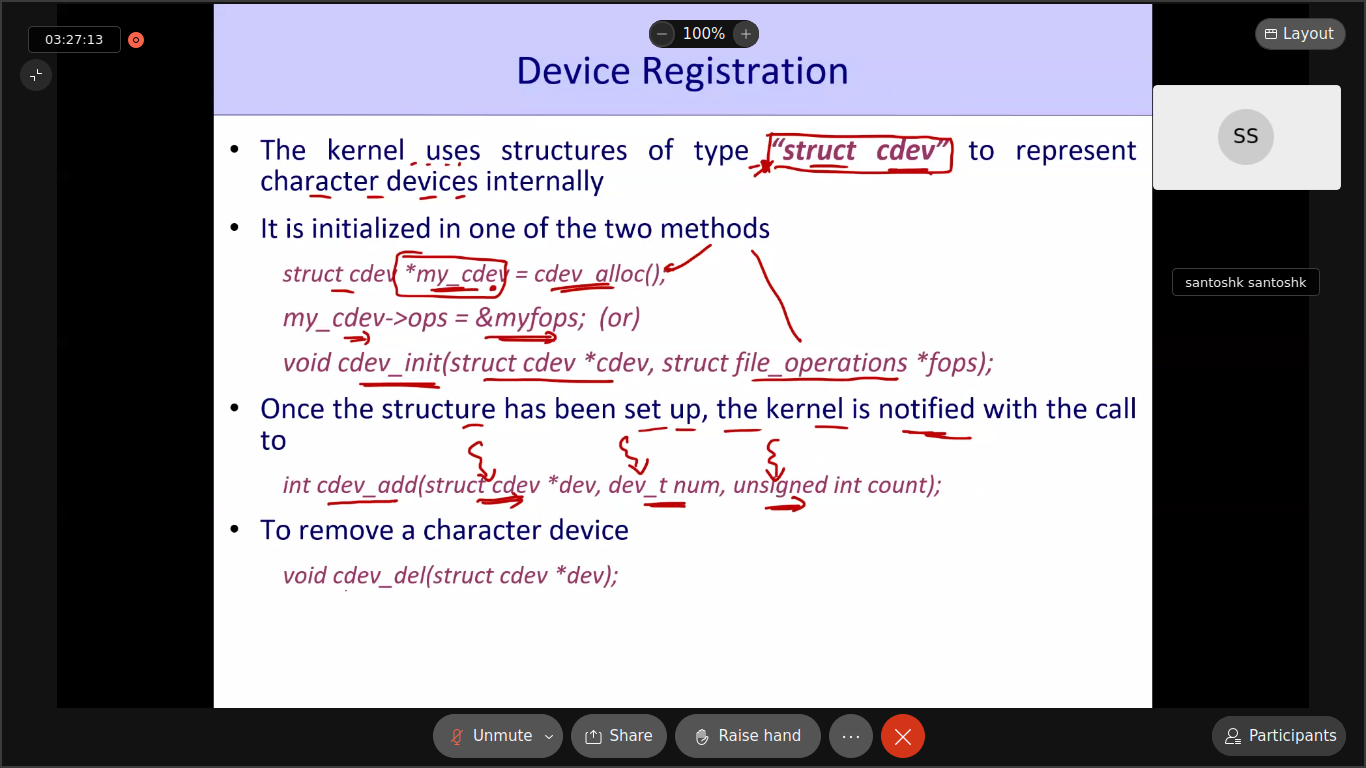 03:27:13
100%
Layout
Device Registration
SS
• The kernel uses structures of type “struct cdev” to represent
character devices internally
• It is initialized in one of the two methods
struct cdev *my_cdev = cdev_alloc();
santoshk santoshk
my_cdev->ops = &myfops; (or)
void cdev_init(struct cdev *cdev, struct file_operations *fops);
• Once the structure has been set up, the kernel is notified with the call
to
int cdev_add(struct cdev *dev, dev_t num, unsigned int count);
• To remove a character device
void cdev_del(struct cdev *dev);
Unmute
Share
Raise hand
Participants